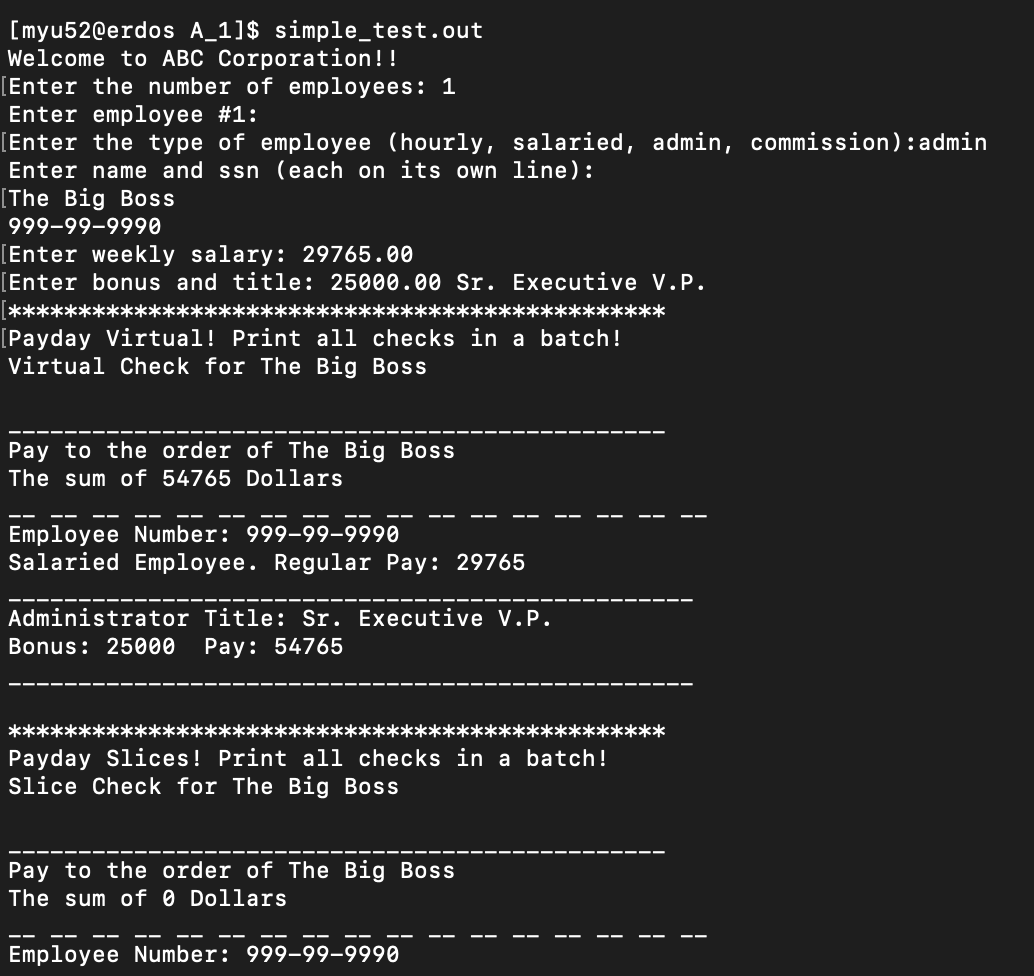 [myu52@erdos A_1]$ simple_test.out
Welcome to ABC Corporation!!
[Enter the number of employees: 1
Enter employee #1:
[Enter the type of employee (hourly, salaried, admin, commission):admin
Enter name and ssn (each on its own line):
[The Big Boss
999-99-9990
[Enter weekly salary: 29765.00
[Enter bonus and title: 25000.00 Sr. Executive V.P.
[***********************************************
[Payday Virtual! Print all checks in a batch!
Virtual Check for The Big Boss
_______________________________________________
Pay to the order of The Big Boss
The sum of 54765 Dollars
__ __ __ __ __ __ __ __ __ __ __ __ __ __ __ __ __
Employee Number: 999-99-9990
Salaried Employee. Regular Pay: 29765
_________________________________________________
Administrator Title: Sr. Executive V.P.
Bonus: 25000  Pay: 54765
_________________________________________________
***********************************************
Payday Slices! Print all checks in a batch!
Slice Check for The Big Boss
_______________________________________________
Pay to the order of The Big Boss
The sum of 0 Dollars
__ __ __ __ __ __ __ __ __ __ __ __ __ __ __ __ __
Employee Number: 999-99-9990